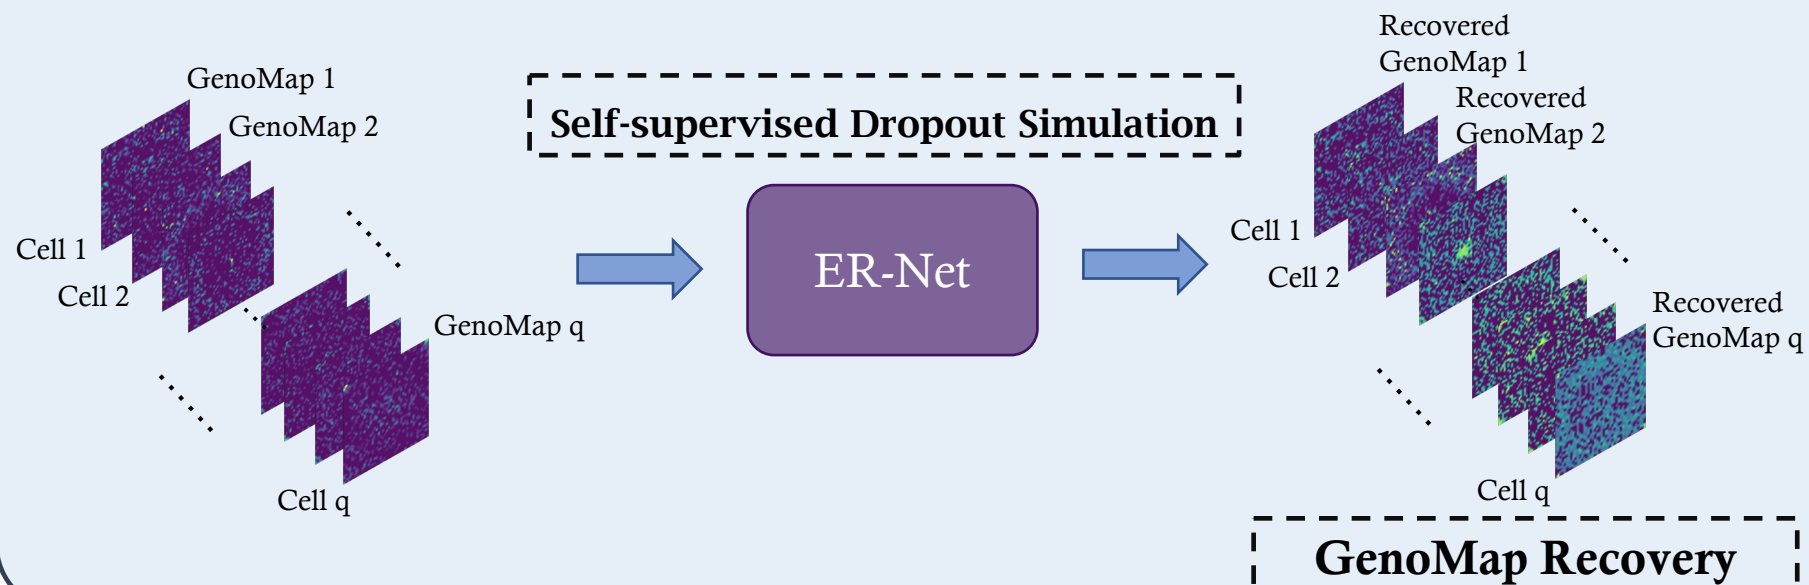 GenoMap 1
GenoMap 2
Cell 1
Cell 2
GenoMap q
Cell q
Self-supervised Dropout Simulation
ER-Net
Recovered
GenoMap 1
Recovered
GenoMap 2
Cell 1
Cell 2
Recovered
GenoMap q
Cell q
GenoMap Recovery